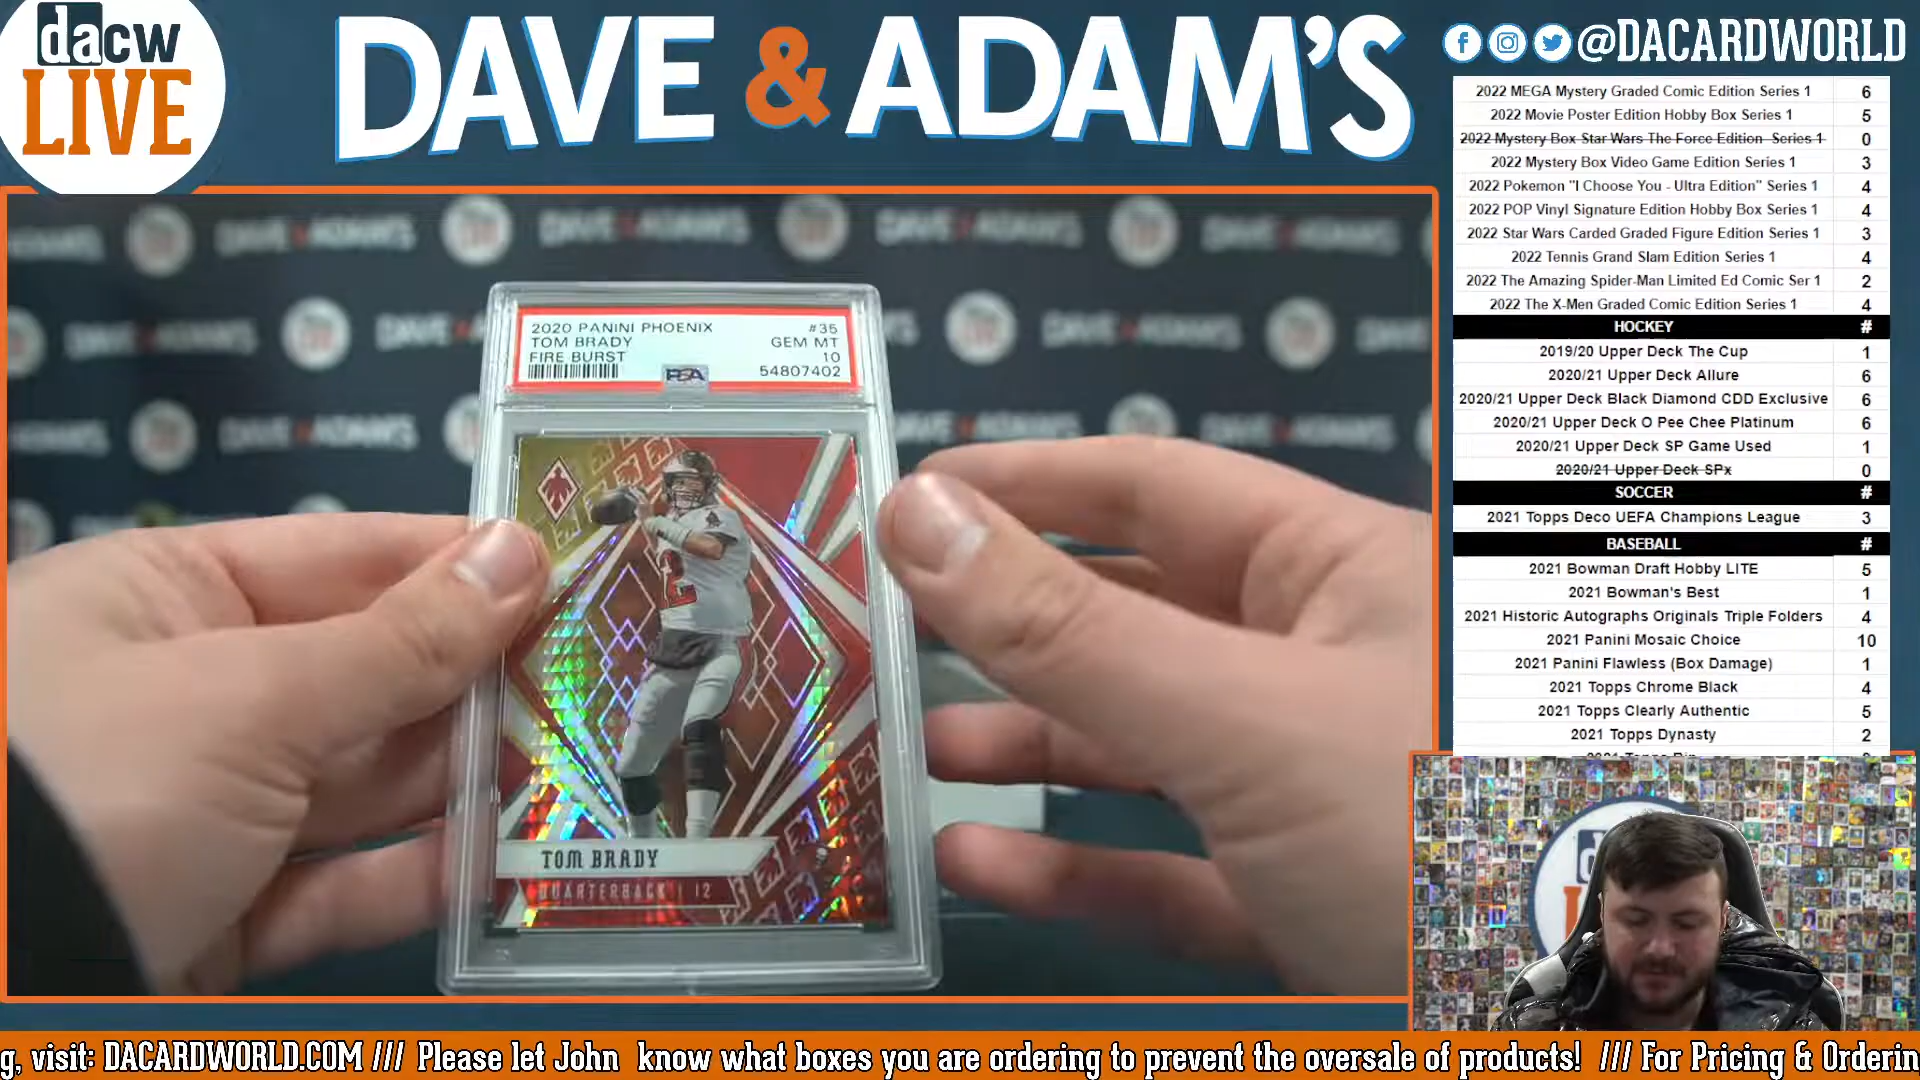 dacw
LIVE
DAVE & ADAM'S
@DACARDWORLD
2022 MEGA Mystery Graded Comic Edition Series 1 6
2022 Movie Poster Edition Hobby Box Series 1 5
2022 Mystery Box Star Wars The Force Edition Series 1 0
2022 Mystery Box Video Game Edition Series 1 3
2022 Pokemon "I Choose You - Ultra Edition" Series 1 4
2022 POP Vinyl Signature Edition Hobby Box Series 1 4
2022 Star Wars Carded Graded Figure Edition Series 1 3
2022 Tennis Grand Slam Edition Series 1 4
2022 The Amazing Spider-Man Limited Ed Comic Ser 1 2
2022 The X-Men Graded Comic Edition Series 1 4
HOCKEY #
2019/20 Upper Deck The Cup 1
2020/21 Upper Deck Allure 6
2020/21 Upper Deck Black Diamond CDD Exclusive 6
2020/21 Upper Deck O Pee Chee Platinum 6
2020/21 Upper Deck SP Game Used 1
2020/21 Upper Deck SPx 0
SOCCER #
2021 Topps Deco UEFA Champions League 3
BASEBALL #
2021 Bowman Draft Hobby LITE 5
2021 Bowman's Best 1
2021 Historic Autographs Originals Triple Folders 4
2021 Panini Mosaic Choice 10
2021 Panini Flawless (Box Damage) 1
2021 Topps Chrome Black 4
2021 Topps Clearly Authentic 5
2021 Topps Dynasty 2
2020 PANINI PHOENIX #35
TOM BRADY GEM MT
FIRE BURST 10
PSA 54807402
TOM BRADY
QUARTERBACK | 12
g, visit: DACARDWORLD.COM /// Please let John know what boxes you are ordering to prevent the oversale of products! /// For Pricing & Orderin